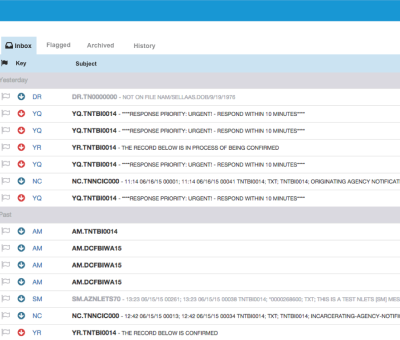 Inbox Flagged Archived History
Key Subject
Yesterday
DR DR.TN0000000 - NOT ON FILE NAM/SELLAAS.DOB/9/19/1976
YQ YQ.TNTBI0014 - ****RESPONSE PRIORITY: URGENT! - RESPOND WITHIN 10 MINUTES****
YQ YQ.TNTBI0014 - ****RESPONSE PRIORITY: URGENT! - RESPOND WITHIN 10 MINUTES****
YR YR.TNTBI0014 - THE RECORD BELOW IS IN PROCESS OF BEING CONFIRMED
YQ YQ.TNTBI0014 - ****RESPONSE PRIORITY: URGENT! - RESPOND WITHIN 10 MINUTES****
NC NC.TNNCIC000 - 11:14 06/16/15 00001; 11:14 06/16/15 00041 TNTBI0014; TXT; TNTBI0014; ORIGINATING AGENCY NOTIFICAT
YQ YQ.TNTBI0014 - ****RESPONSE PRIORITY: URGENT! - RESPOND WITHIN 10 MINUTES****
Past
AM AM.TNTBI0014
AM AM.DCFBIWA15
AM AM.DCFBIWA15
AM AM.DCFBIWA15
SM SM.AZNLETS70 - 13:23 06/15/15 00261; 13:23 06/15/15 00038 TNTBI0014; TXT; THIS IS A TEST NLETS (SM) MES
NC NC.TNNCIC000 - 12:42 06/15/15 00013; 12:42 06/15/15 00034 TNTBI0014; TXT; TNTBI0014; INCARCERATING-AGENCY-NOTIF
YR YR.TNTBI0014 - THE RECORD BELOW IS CONFIRMED